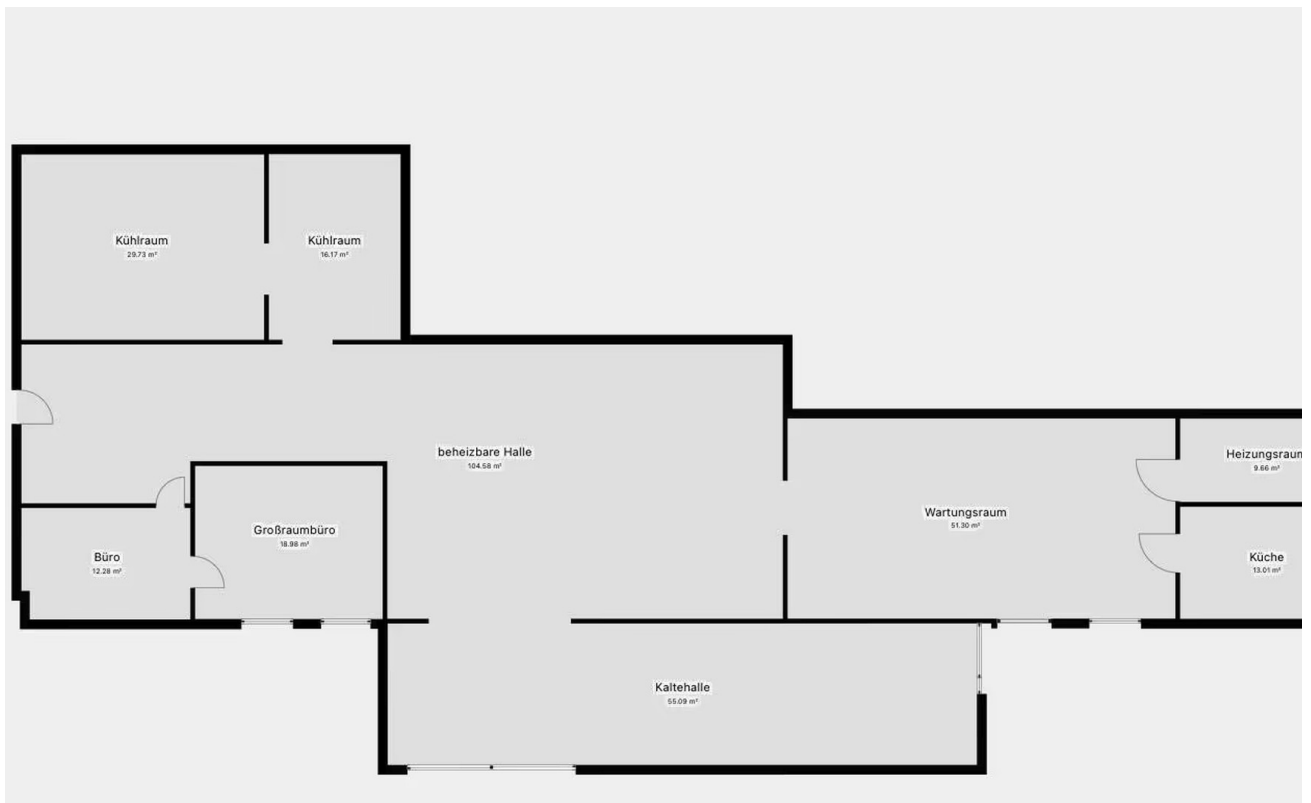 Kühlraum
29.73 m²
Kühlraum
16.17 m²
beheizbare Halle
104.58 m²
Heizungsraum
9.66 m²
Wartungsraum
51.30 m²
Großraumbüro
18.98 m²
Büro
12.28 m²
Küche
13.01 m²
Kaltehalle
55.09 m²